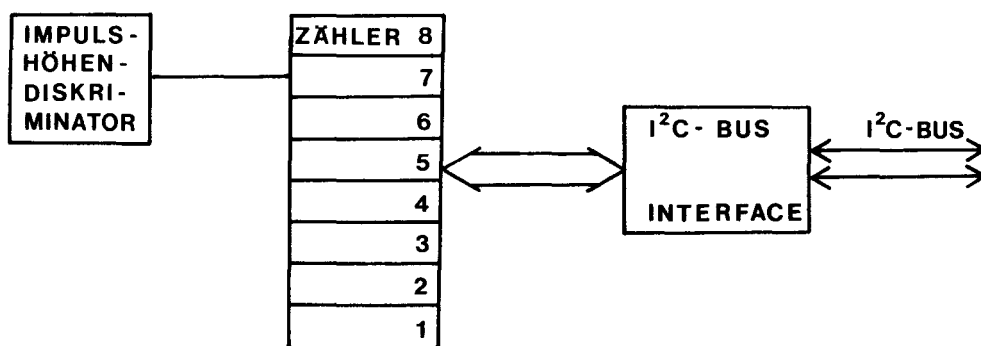 IMPULS-
HÖHEN-
DISKRI-
MINATOR
ZÄHLER 8
7
6
5
4
3
2
1
I²C-BUS
INTERFACE
I²C-BUS